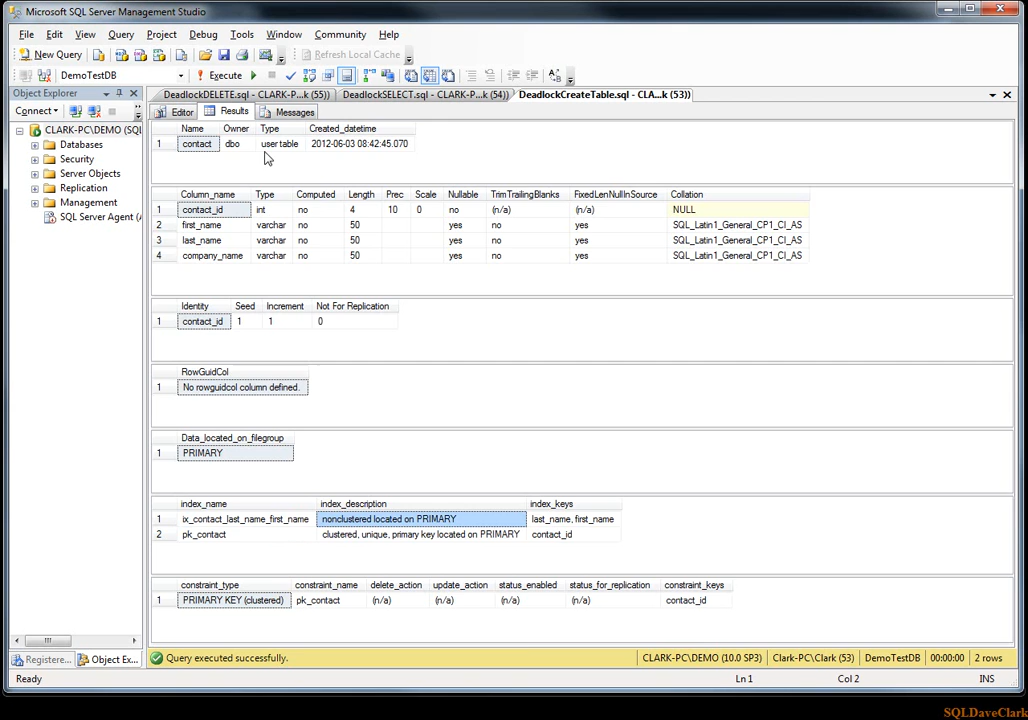 Microsoft SQL Server Management Studio
File Edit View Query Project Debug Tools Window Community Help
New Query Refresh Local Cache
DemoTestDB Execute
Object Explorer DeadlockDELETE.sql - CLARK-P...k (55)) DeadlockSELECT.sql - CLARK-P...k (54)) DeadlockCreateTable.sql - CLA...k (53))
Connect Editor Results Messages
CLARK-PC\DEMO (SQL
Databases
Security
Server Objects
Replication
Management
SQL Server Agent (A
Name Owner Type Created_datetime
1 contact dbo user table 2012-06-03 08:42:45.070
Column_name Type Computed Length Prec Scale Nullable TrimTrailingBlanks FixedLenNullInSource Collation
1 contact_id int no 4 10 0 no (n/a) (n/a) NULL
2 first_name varchar no 50 yes no yes SQL_Latin1_General_CP1_CI_AS
3 last_name varchar no 50 yes no yes SQL_Latin1_General_CP1_CI_AS
4 company_name varchar no 50 yes no yes SQL_Latin1_General_CP1_CI_AS
Identity Seed Increment Not For Replication
1 contact_id 1 1 0
RowGuidCol
1 No rowguidcol column defined.
Data_located_on_filegroup
1 PRIMARY
index_name index_description index_keys
1 ix_contact_last_name_first_name nonclustered located on PRIMARY last_name, first_name
2 pk_contact clustered, unique, primary key located on PRIMARY contact_id
constraint_type constraint_name delete_action update_action status_enabled status_for_replication constraint_keys
1 PRIMARY KEY (clustered) pk_contact (n/a) (n/a) (n/a) (n/a) contact_id
Registere... Object Ex... Query executed successfully. CLARK-PC\DEMO (10.0 SP3) Clark-PC\Clark (53) DemoTestDB 00:00:00 2 rows
Ready Ln 1 Col 2 INS
SQLDaveClark